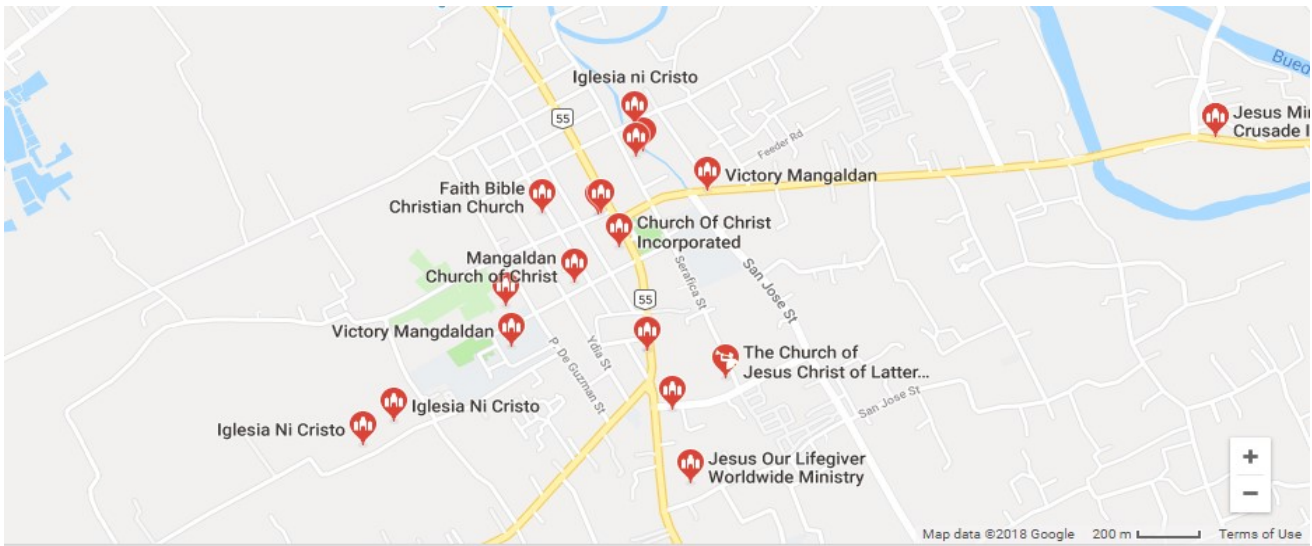 Iglesia ni Cristo
55
Bued
Jesus Mi
Crusade I
Feeder Rd
Victory Mangaldan
Faith Bible
Christian Church
Church Of Christ
Incorporated
Mangaldan
Church of Christ
Serafica St
San Jose St
55
Victory Mangdaldan
Ydia St
P. De Guzman St
The Church of
Jesus Christ of Latter...
Iglesia Ni Cristo
San Jose St
Iglesia Ni Cristo
Jesus Our Lifegiver
Worldwide Ministry
+
−
Map data ©2018 Google 200 m Terms of Use